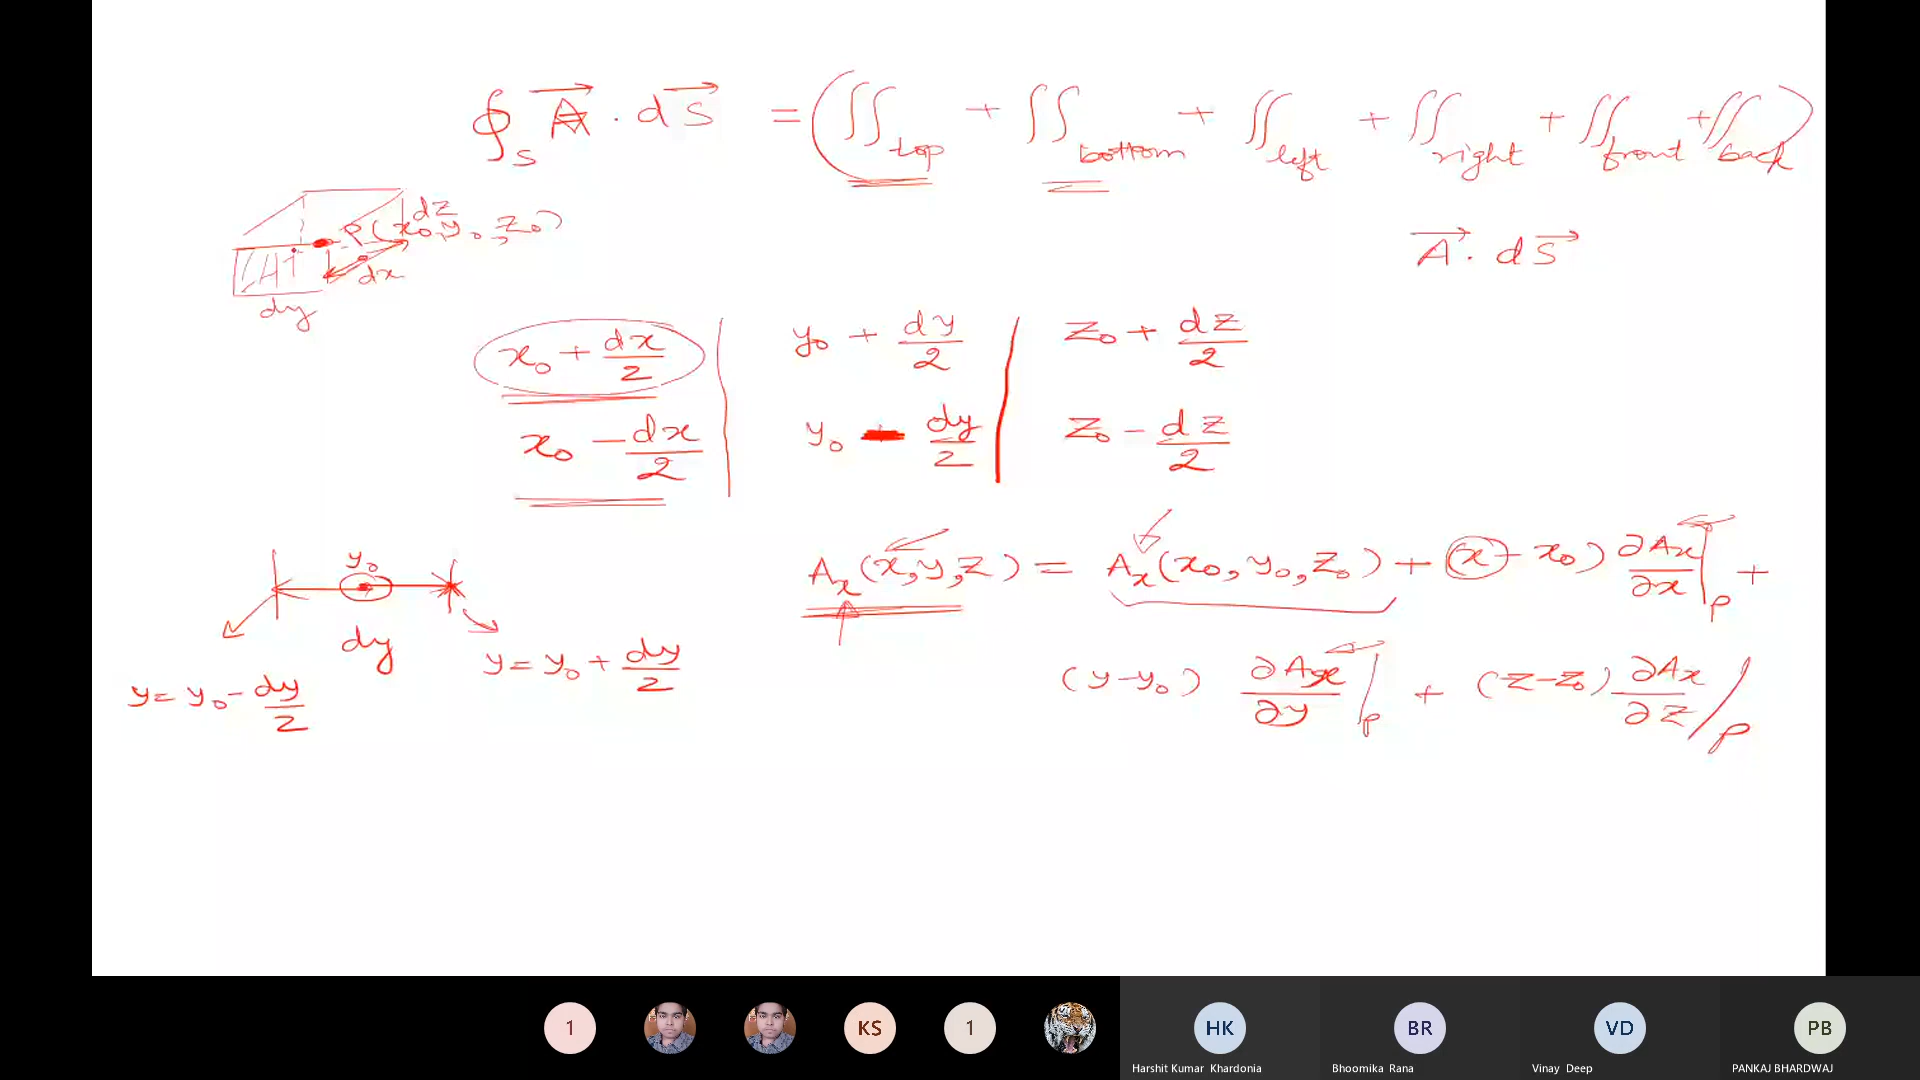 ∮_S A⃗ · dS⃗ = (∬_top + ∬_bottom + ∬_left + ∬_right + ∬_front + ∬_back)
dz
P(x₀, y₀, z₀)
dx
dy
A⃗ · dS⃗
x₀ + dx/2 | y₀ + dy/2 | z₀ + dz/2
x₀ − dx/2 | y₀ − dy/2 | z₀ − dz/2
y₀
dy
y = y₀ − dy/2
y = y₀ + dy/2
Aₓ(x,y,z) = Aₓ(x₀, y₀, z₀) + (x − x₀) ∂Aₓ/∂x |_P +
(y − y₀) ∂Aₓ/∂y |_P + (z − z₀) ∂Aₓ/∂z |_P
1 KS 1 HK BR VD PB
Harshit Kumar Khardonia Bhoomika Rana Vinay Deep PANKAJ BHARDWAJ